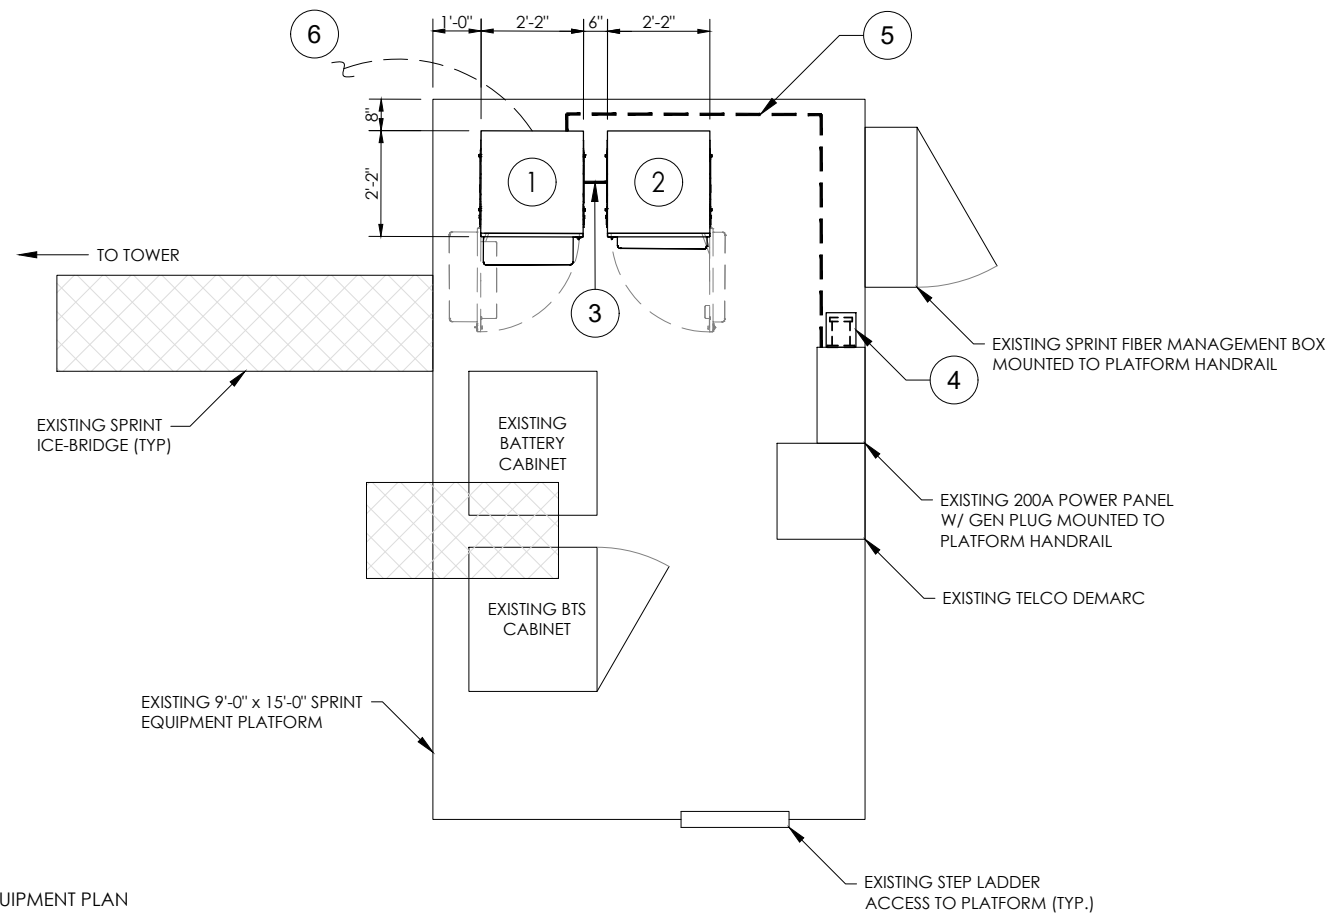 1'-0"
2'-2"
6"
2'-2"
6
5
8"
2'-2"
1
2
3
TO TOWER
EXISTING SPRINT FIBER MANAGEMENT BOX
MOUNTED TO PLATFORM HANDRAIL
4
EXISTING SPRINT
ICE-BRIDGE (TYP)
EXISTING
BATTERY
CABINET
EXISTING 200A POWER PANEL
W/ GEN PLUG MOUNTED TO
PLATFORM HANDRAIL
EXISTING BTS
CABINET
EXISTING TELCO DEMARC
EXISTING 9'-0" x 15'-0" SPRINT
EQUIPMENT PLATFORM
EXISTING STEP LADDER
ACCESS TO PLATFORM (TYP.)
UIPMENT PLAN